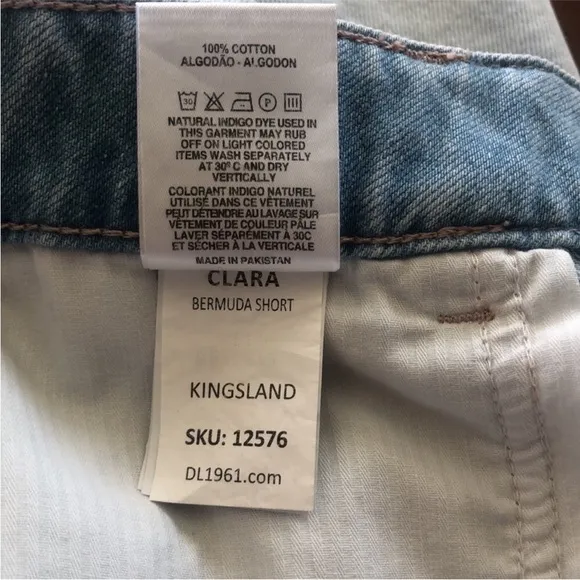 100% COTTON
ALGODÃO - ALGODON
30
P
NATURAL INDIGO DYE USED IN
THIS GARMENT MAY RUB
OFF ON LIGHT COLORED
ITEMS WASH SEPARATELY
AT 30° C AND DRY
VERTICALLY
COLORANT INDIGO NATUREL
UTILISÉ DANS CE VÊTEMENT
PEUT DÉTEINDRE AU LAVAGE SUR
VÊTEMENT DE COULEUR PÂLE
LAVER SÉPARÉMENT À 30C
ET SÉCHER À LA VERTICALE
MADE IN PAKISTAN
CLARA
BERMUDA SHORT
KINGSLAND
SKU: 12576
DL1961.com